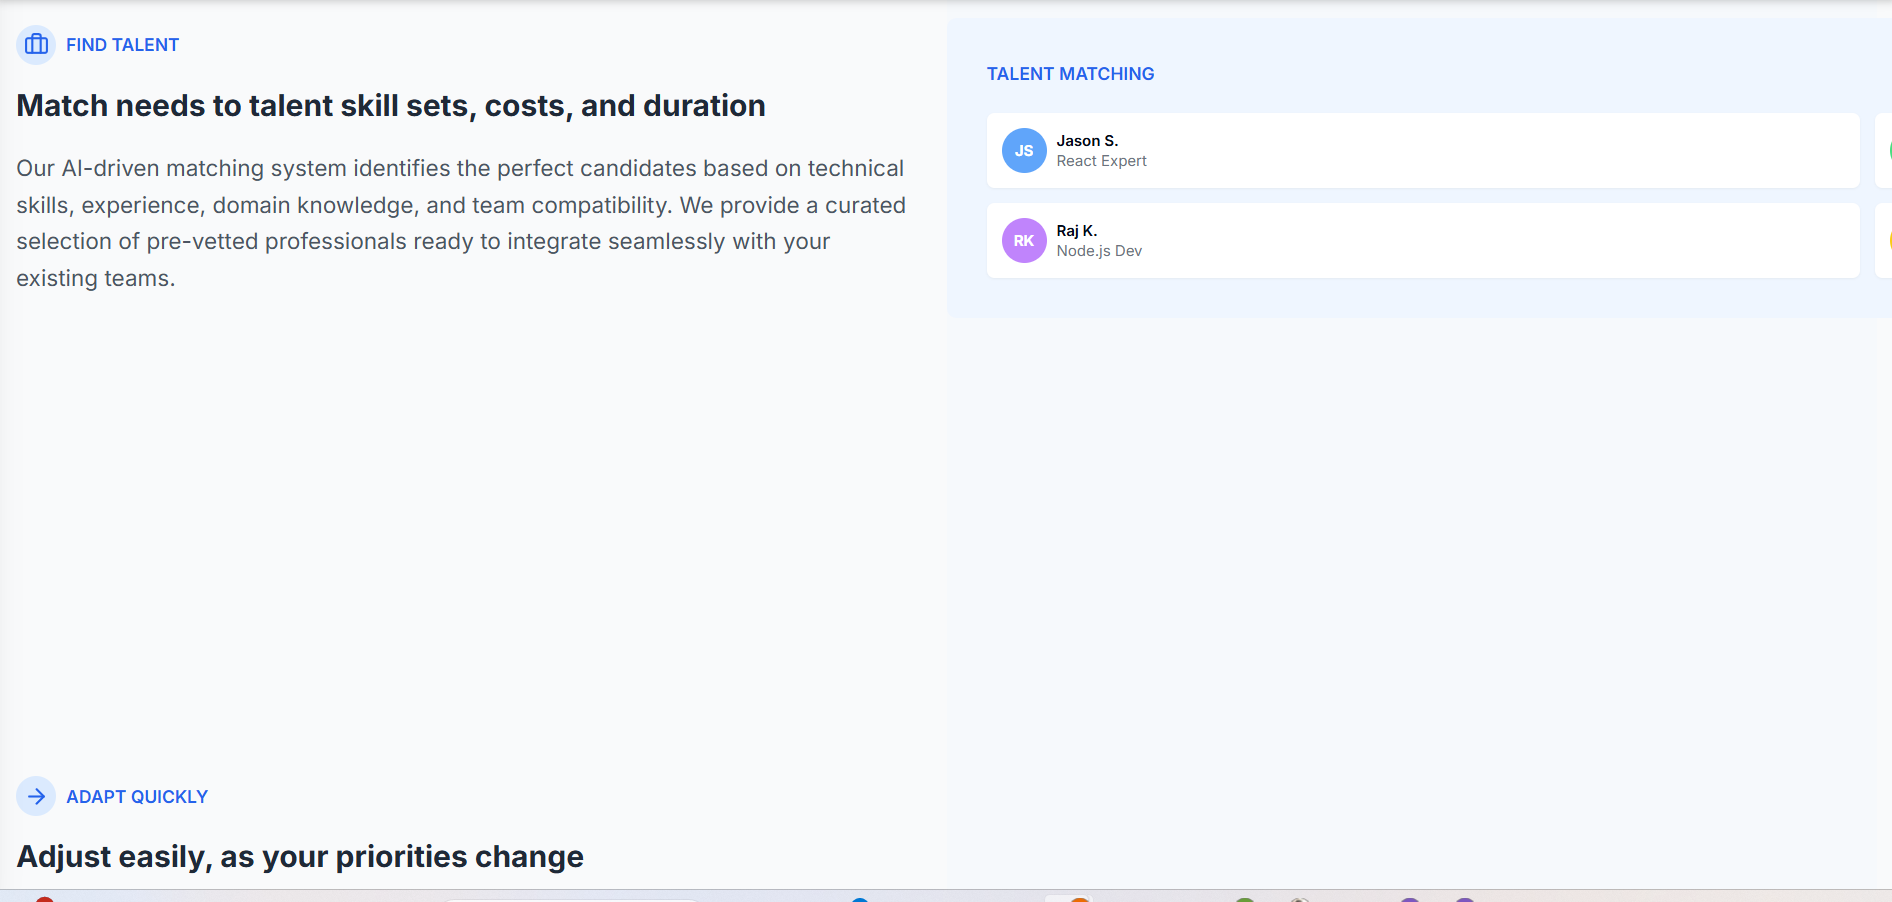 FIND TALENT
Match needs to talent skill sets, costs, and duration
Our AI-driven matching system identifies the perfect candidates based on technical
skills, experience, domain knowledge, and team compatibility. We provide a curated
selection of pre-vetted professionals ready to integrate seamlessly with your
existing teams.
TALENT MATCHING
JS
Jason S.
React Expert
RK
Raj K.
Node.js Dev
ADAPT QUICKLY
Adjust easily, as your priorities change